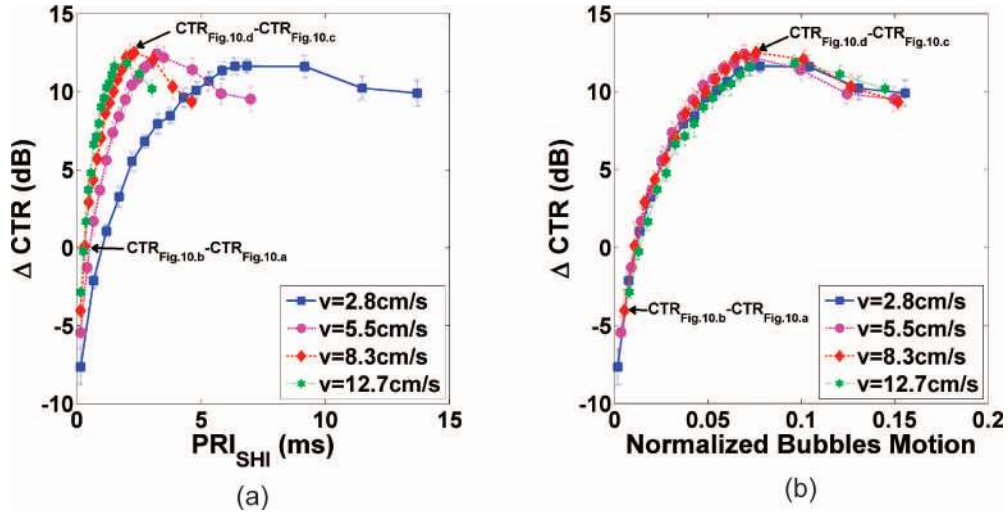 CTR_Fig.10.d-CTR_Fig.10.c
CTR_Fig.10.b-CTR_Fig.10.a
Δ CTR (dB)
15
10
5
0
-5
-10
0
5
10
15
PRI_SHI (ms)
v=2.8cm/s
v=5.5cm/s
v=8.3cm/s
v=12.7cm/s
(a)
CTR_Fig.10.d-CTR_Fig.10.c
CTR_Fig.10.b-CTR_Fig.10.a
Δ CTR (dB)
15
10
5
0
-5
-10
0
0.05
0.1
0.15
0.2
Normalized Bubbles Motion
v=2.8cm/s
v=5.5cm/s
v=8.3cm/s
v=12.7cm/s
(b)